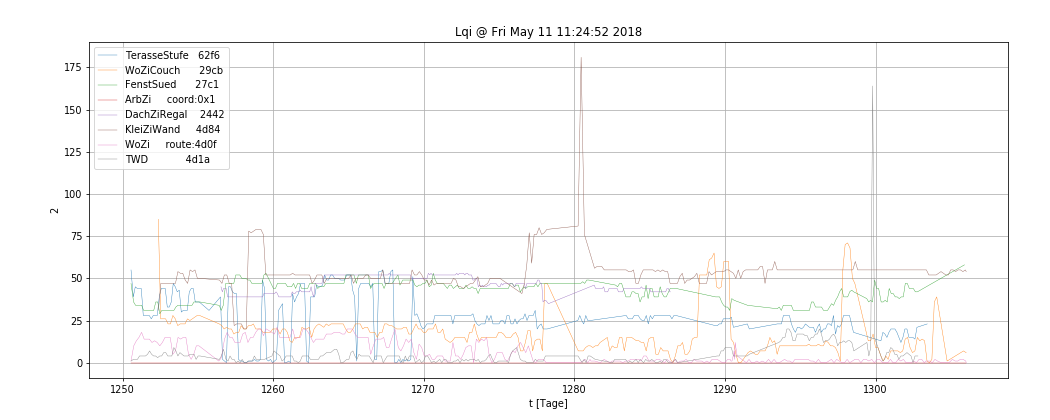 Lqi @ Fri May 11 11:24:52 2018
TerasseStufe 62f6
WoZiCouch 29cb
FenstSued 27c1
ArbZi coord:0x1
DachZiRegal 2442
KleiZiWand 4d84
WoZi route:4d0f
TWD 4d1a
175
150
125
100
75
50
25
0
2
1250 1260 1270 1280 1290 1300
t [Tage]